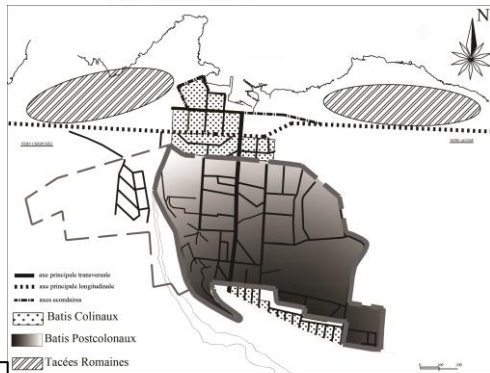 N
axe principale transversale
axe principale longitudinale
axes secondaires
Batis Colinaux
Batis Postcolonaux
Tacées Romaines